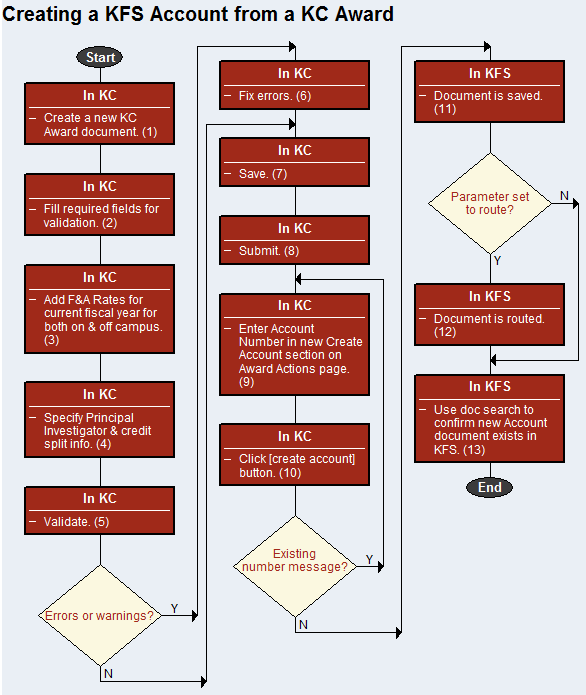 Creating a KFS Account from a KC Award
Start
In KC
– Create a new KC
Award document. (1)
In KC
– Fill required fields for
validation. (2)
In KC
– Add F&A Rates for
current fiscal year for
both on & off campus.
(3)
In KC
– Specify Principal
Investigator & credit
split info. (4)
In KC
– Validate. (5)
Errors or warnings?
Y
N
In KC
– Fix errors. (6)
In KC
– Save. (7)
In KC
– Submit. (8)
In KC
– Enter Account
Number in new Create
Account section on
Award Actions page.
(9)
In KC
– Click [create account]
button. (10)
Existing
number message?
Y
N
In KFS
– Document is saved.
(11)
Parameter set
to route?
N
Y
In KFS
– Document is routed.
(12)
In KFS
– Use doc search to
confirm new Account
document exists in
KFS. (13)
End